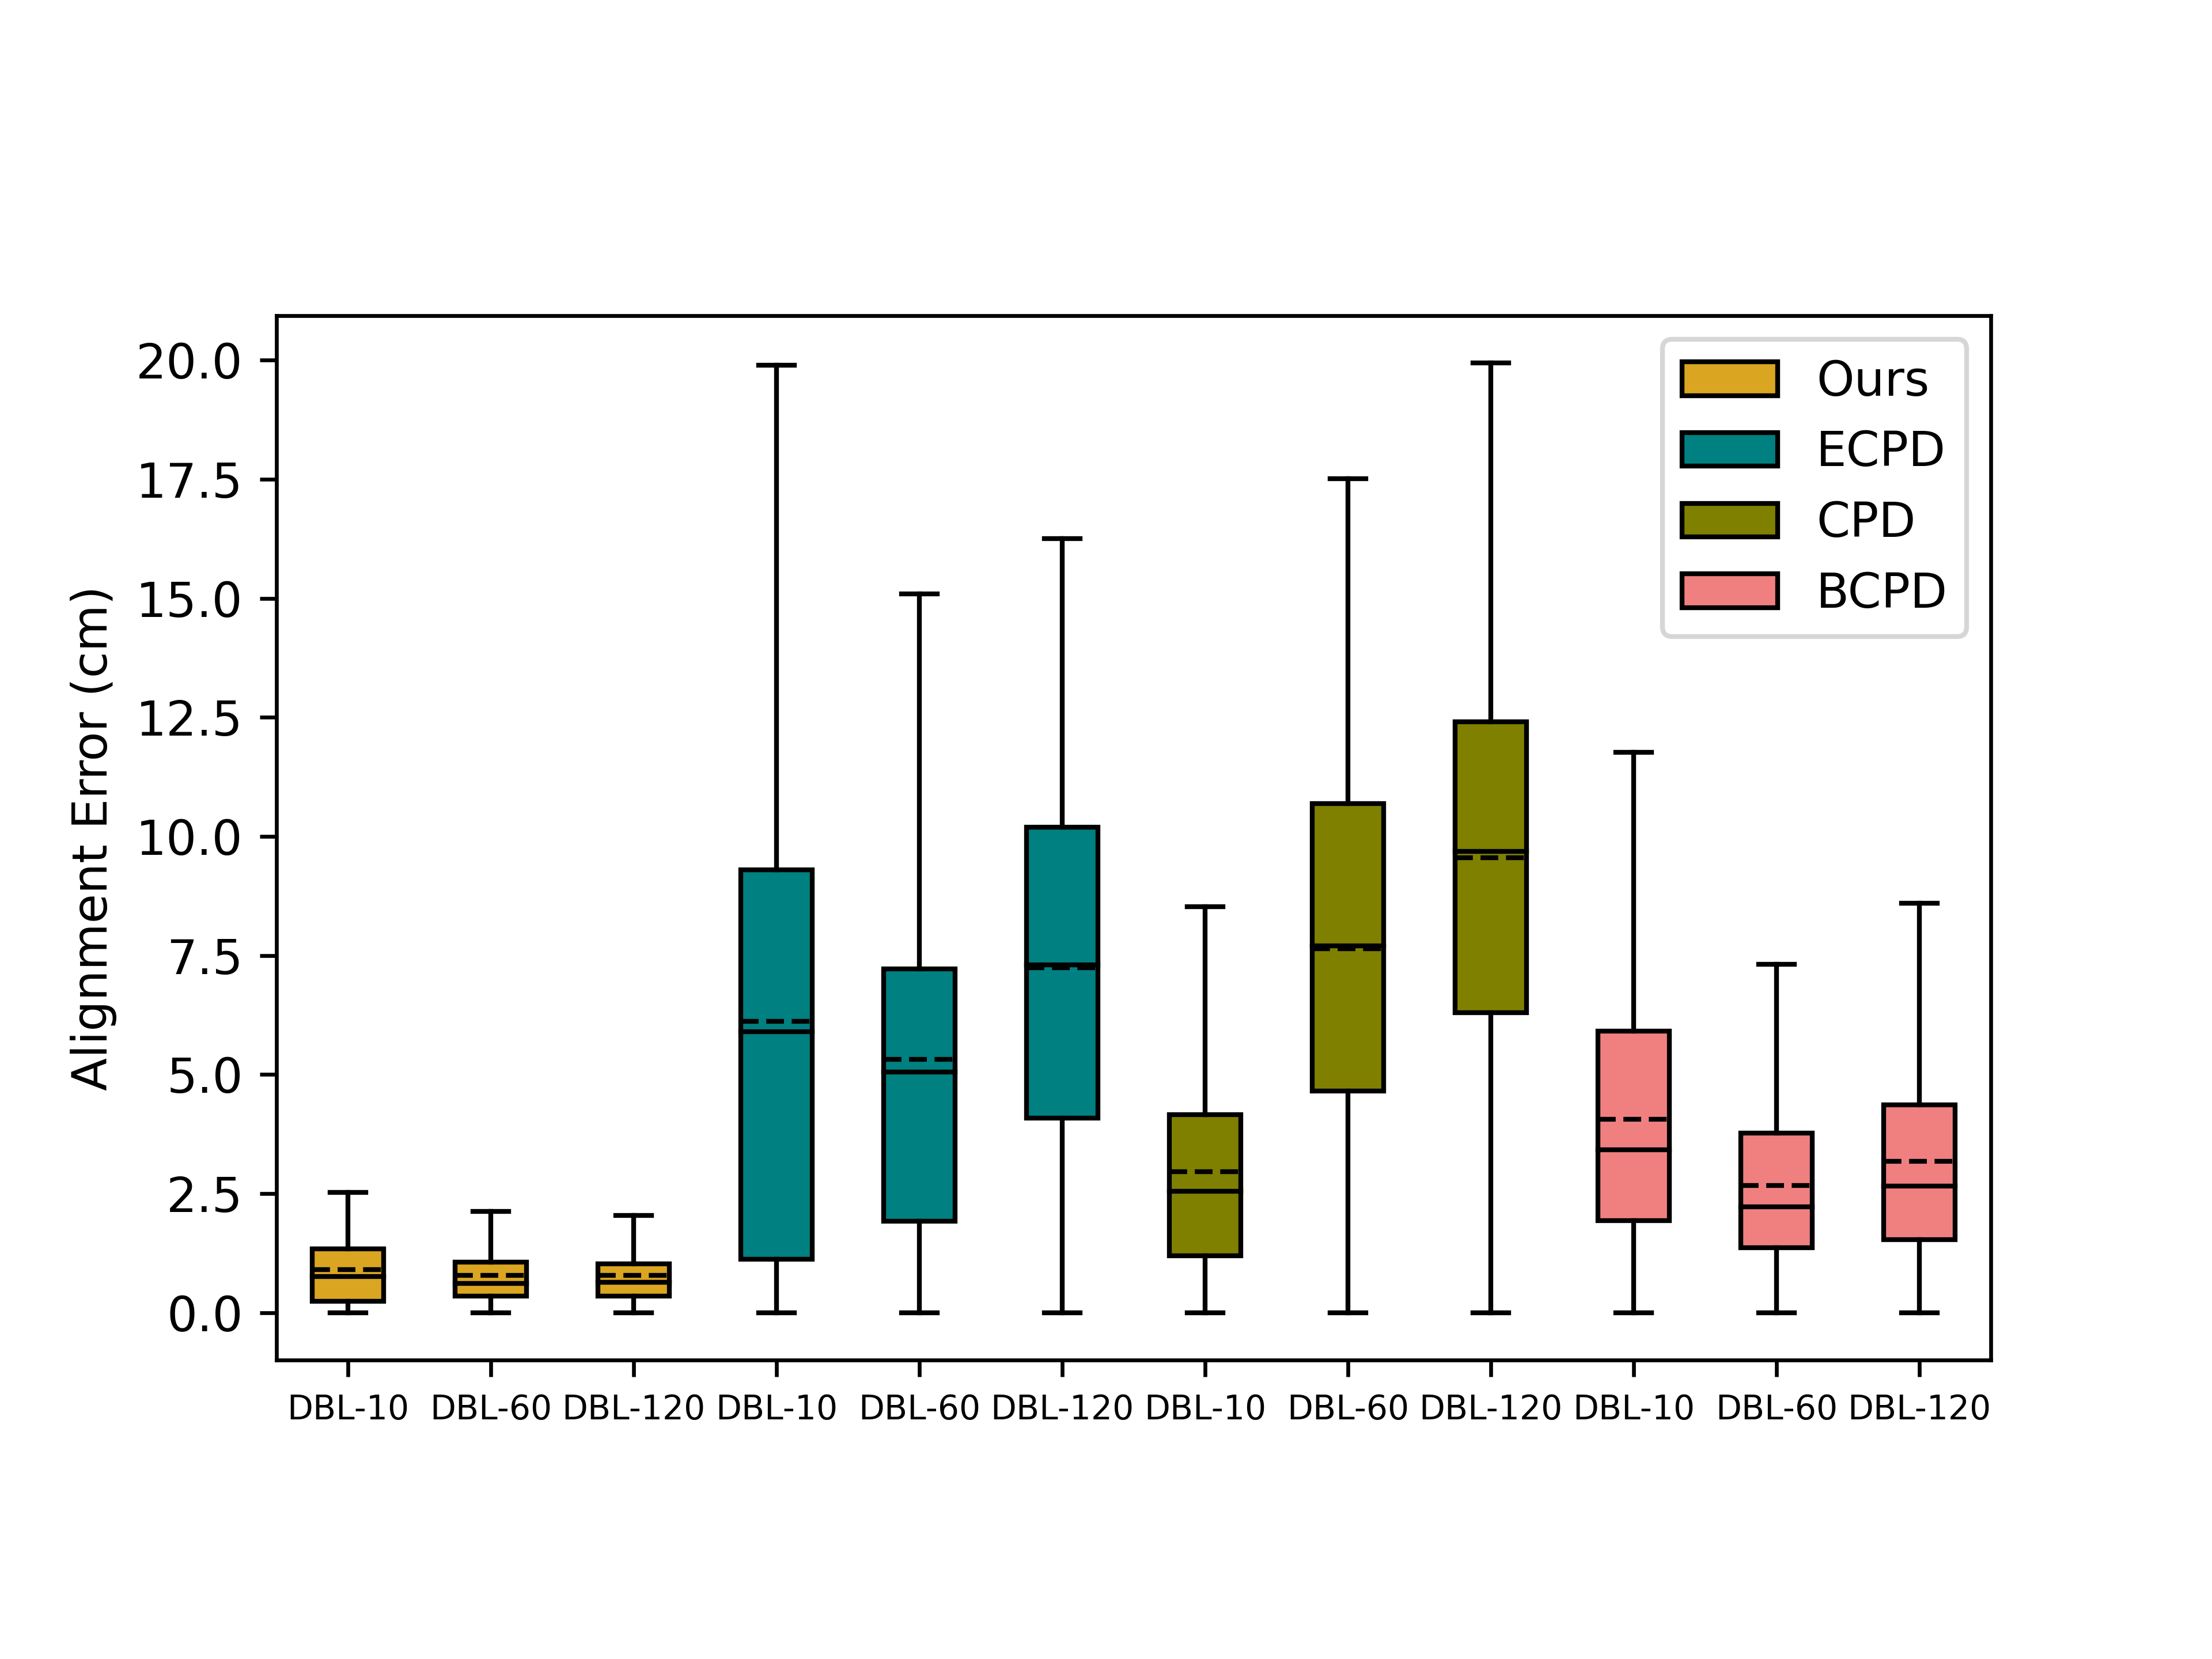 20.0
17.5
15.0
12.5
10.0
7.5
5.0
2.5
0.0
Alignment Error (cm)
Ours
ECPD
CPD
BCPD
DBL-10 DBL-60 DBL-120 DBL-10 DBL-60 DBL-120 DBL-10 DBL-60 DBL-120 DBL-10 DBL-60 DBL-120